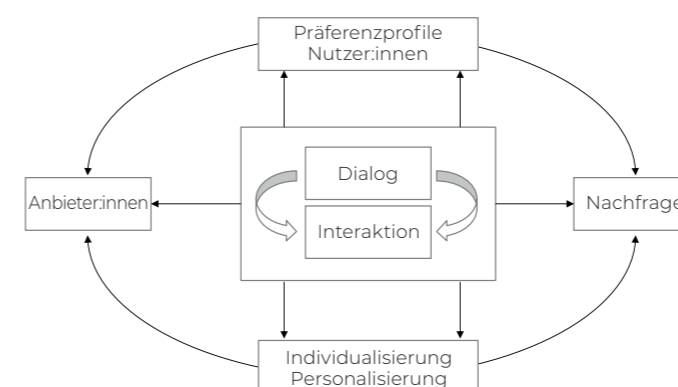 Präferenzprofile
Nutzer:innen
Dialog
Anbieter:innen
Nachfrage
Interaktion
Individualisierung
Personalisierung